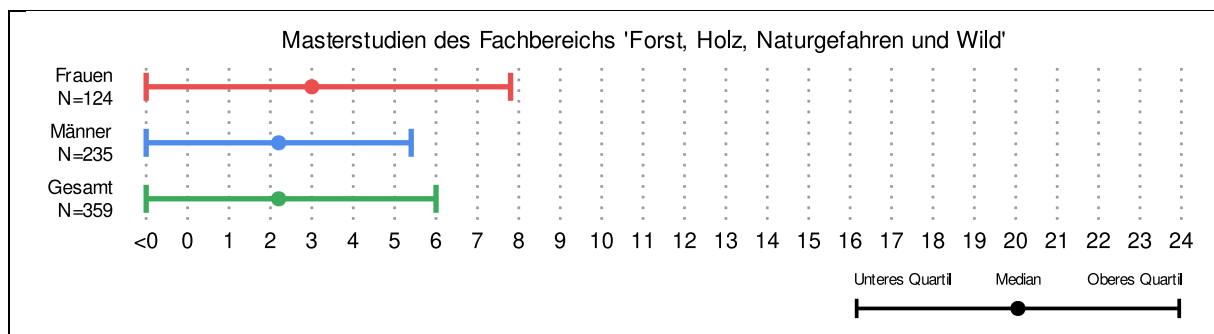 Masterstudien des Fachbereichs 'Forst, Holz, Naturgefahren und Wild'
Frauen
N=124
Männer
N=235
Gesamt
N=359
<0 0 1 2 3 4 5 6 7 8 9 10 11 12 13 14 15 16 17 18 19 20 21 22 23 24
Unteres Quartil Median Oberes Quartil